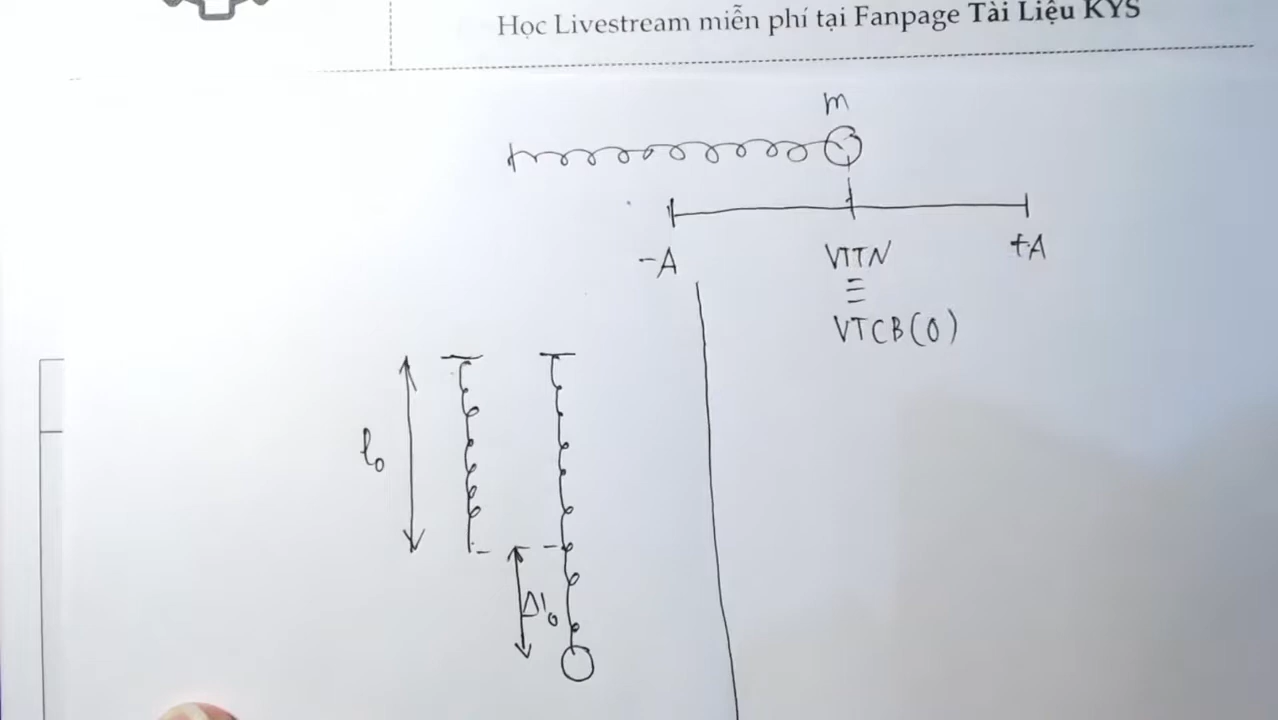 Học Livestream miễn phí tại Fanpage Tài Liệu KYS
m
-A
VTTN
+A
≡
VTCB(0)
l₀
Δl₀